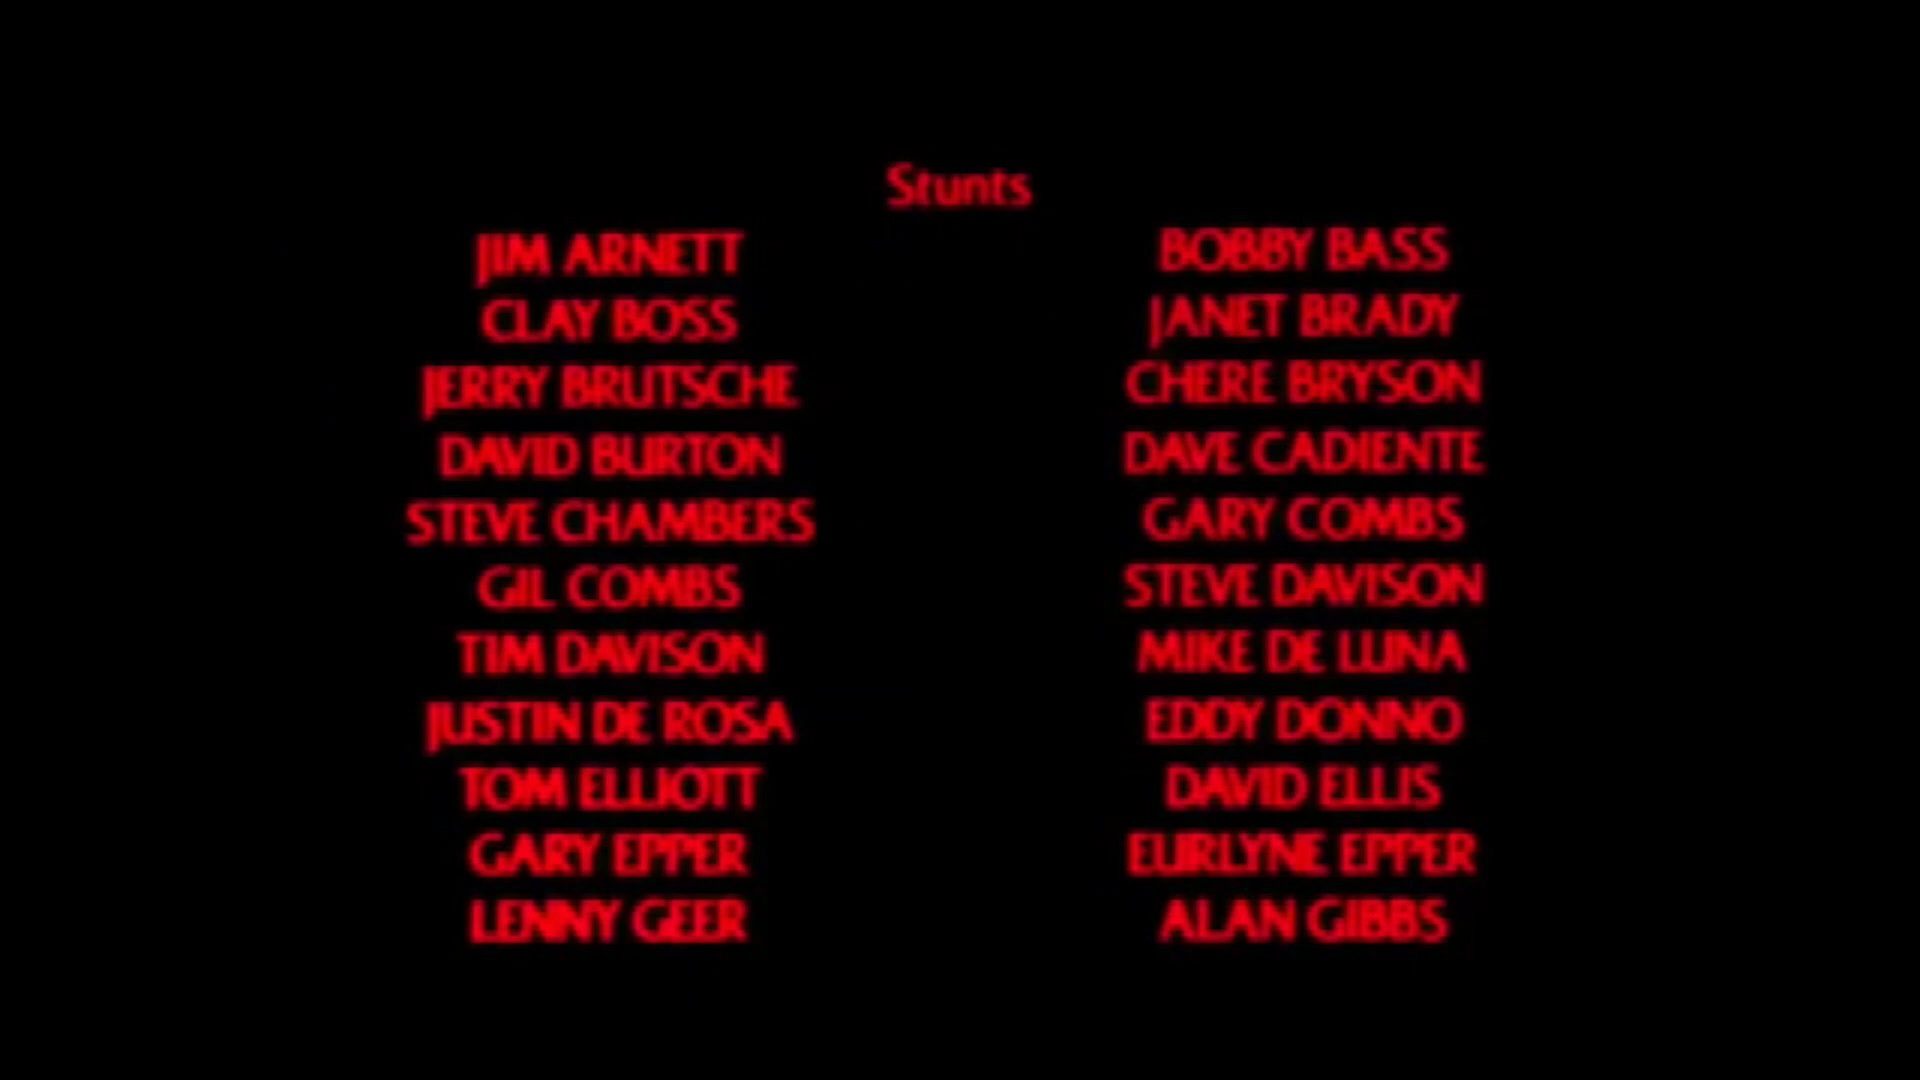 Stunts
JIM ARNETT BOBBY BASS
CLAY BOSS JANET BRADY
JERRY BRUTSCHE CHERE BRYSON
DAVID BURTON DAVE CADIENTE
STEVE CHAMBERS GARY COMBS
GIL COMBS STEVE DAVISON
TIM DAVISON MIKE DE LUNA
JUSTIN DE ROSA EDDY DONNO
TOM ELLIOTT DAVID ELLIS
GARY EPPER EURLYNE EPPER
LENNY GEER ALAN GIBBS